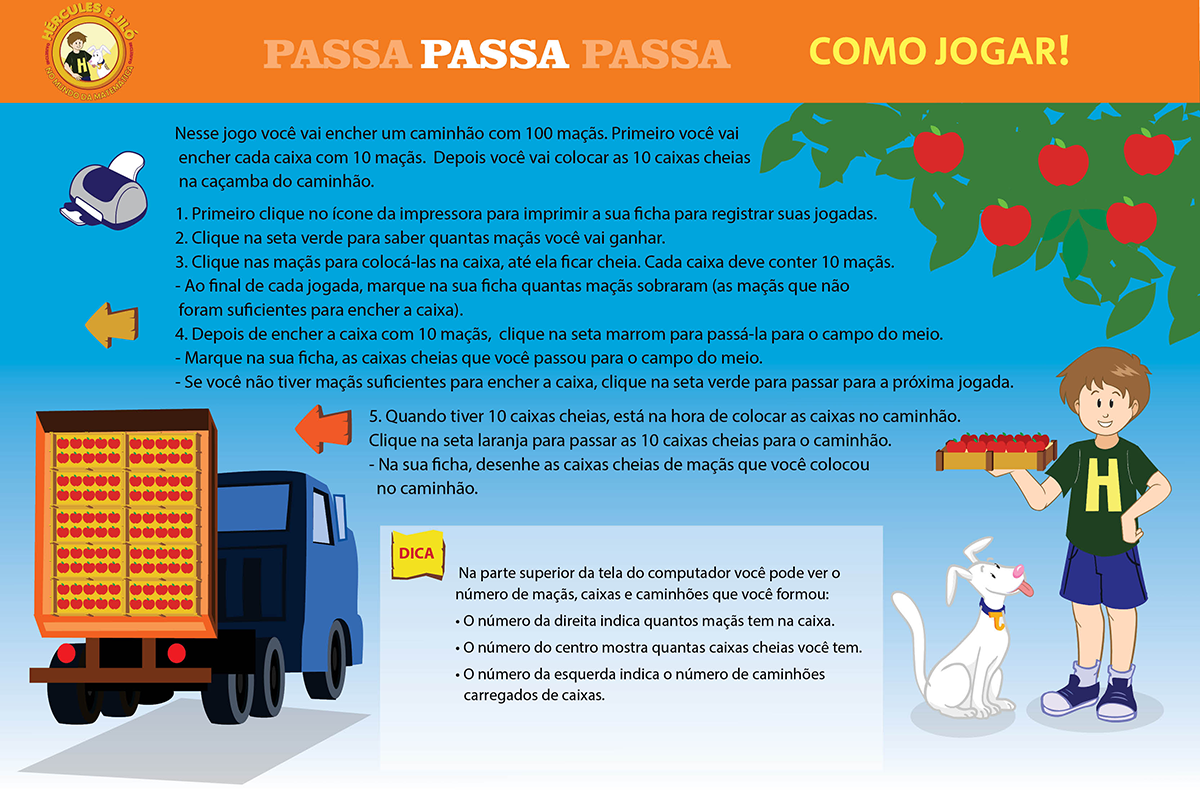 HÉRCULES E JILÓ
NO MUNDO DA MATEMÁTICA
H
PASSA PASSA PASSA
COMO JOGAR!
Nesse jogo você vai encher um caminhão com 100 maçãs. Primeiro você vai
encher cada caixa com 10 maçãs. Depois você vai colocar as 10 caixas cheias
na caçamba do caminhão.
1. Primeiro clique no ícone da impressora para imprimir a sua ficha para registrar suas jogadas.
2. Clique na seta verde para saber quantas maçãs você vai ganhar.
3. Clique nas maçãs para colocá-las na caixa, até ela ficar cheia. Cada caixa deve conter 10 maçãs.
- Ao final de cada jogada, marque na sua ficha quantas maçãs sobraram (as maçãs que não
foram suficientes para encher a caixa).
4. Depois de encher a caixa com 10 maçãs, clique na seta marrom para passá-la para o campo do meio.
- Marque na sua ficha, as caixas cheias que você passou para o campo do meio.
- Se você não tiver maçãs suficientes para encher a caixa, clique na seta verde para passar para a próxima jogada.
5. Quando tiver 10 caixas cheias, está na hora de colocar as caixas no caminhão.
Clique na seta laranja para passar as 10 caixas cheias para o caminhão.
- Na sua ficha, desenhe as caixas cheias de maçãs que você colocou
no caminhão.
H
DICA
Na parte superior da tela do computador você pode ver o
número de maçãs, caixas e caminhões que você formou:
• O número da direita indica quantos maçãs tem na caixa.
• O número do centro mostra quantas caixas cheias você tem.
• O número da esquerda indica o número de caminhões
carregados de caixas.